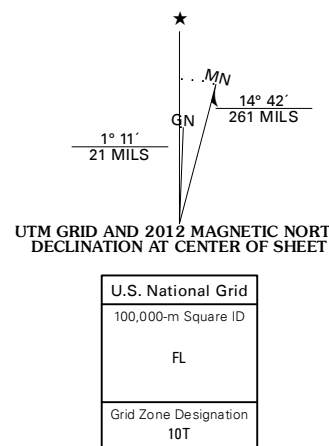 ★
MN
GN
1° 11´
21 MILS
14° 42´
261 MILS
UTM GRID AND 2012 MAGNETIC NORT
DECLINATION AT CENTER OF SHEET
U.S. National Grid
100,000-m Square ID
FL
Grid Zone Designation
10T